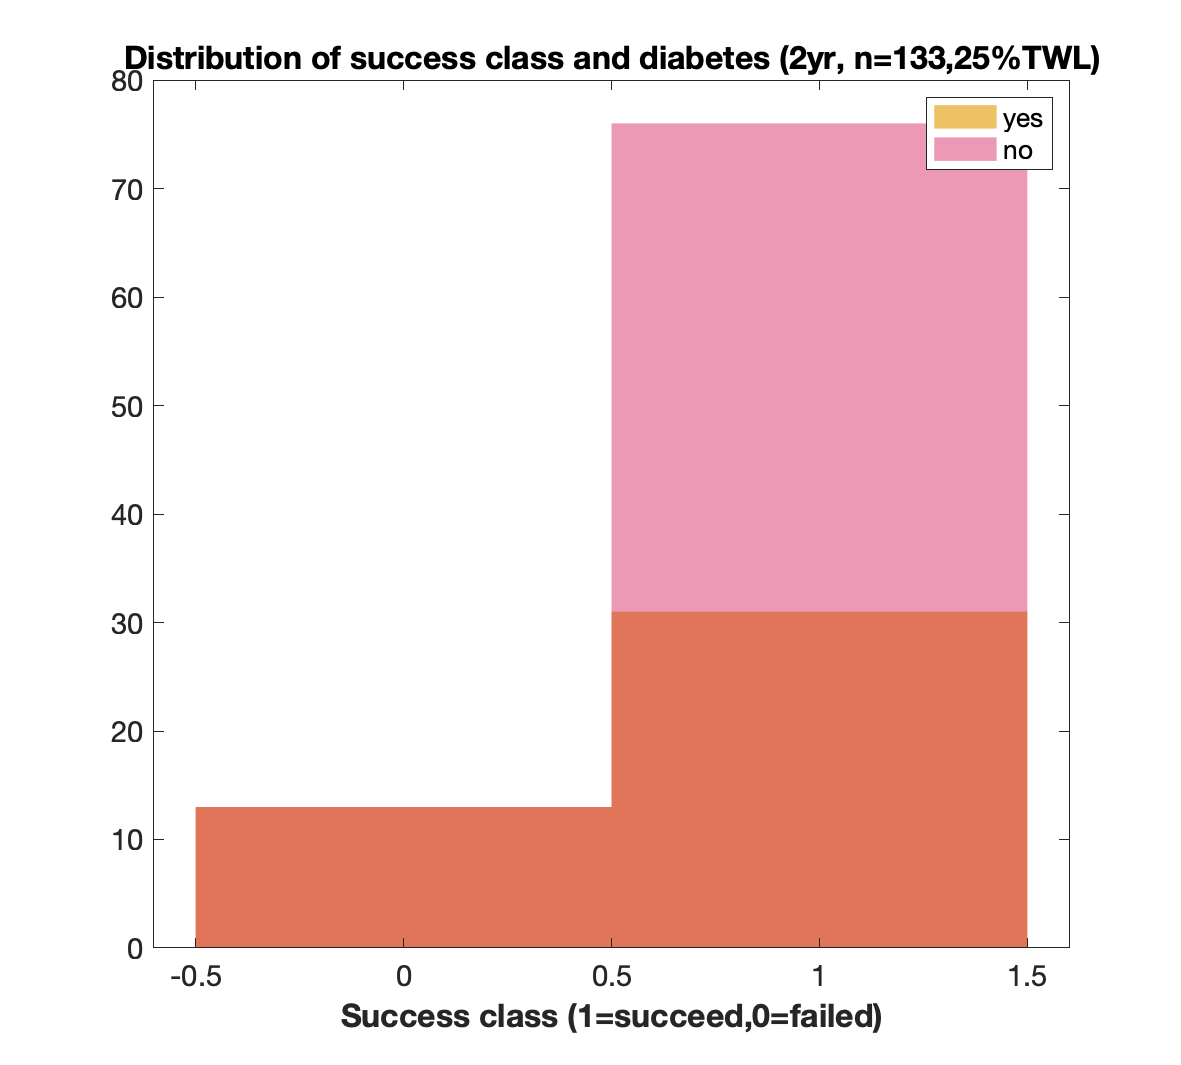 Distribution of success class and diabetes (2yr, n=133,25%TWL)
80
70
60
50
40
30
20
10
0
yes
no
-0.5 0 0.5 1 1.5
Success class (1=succeed,0=failed)